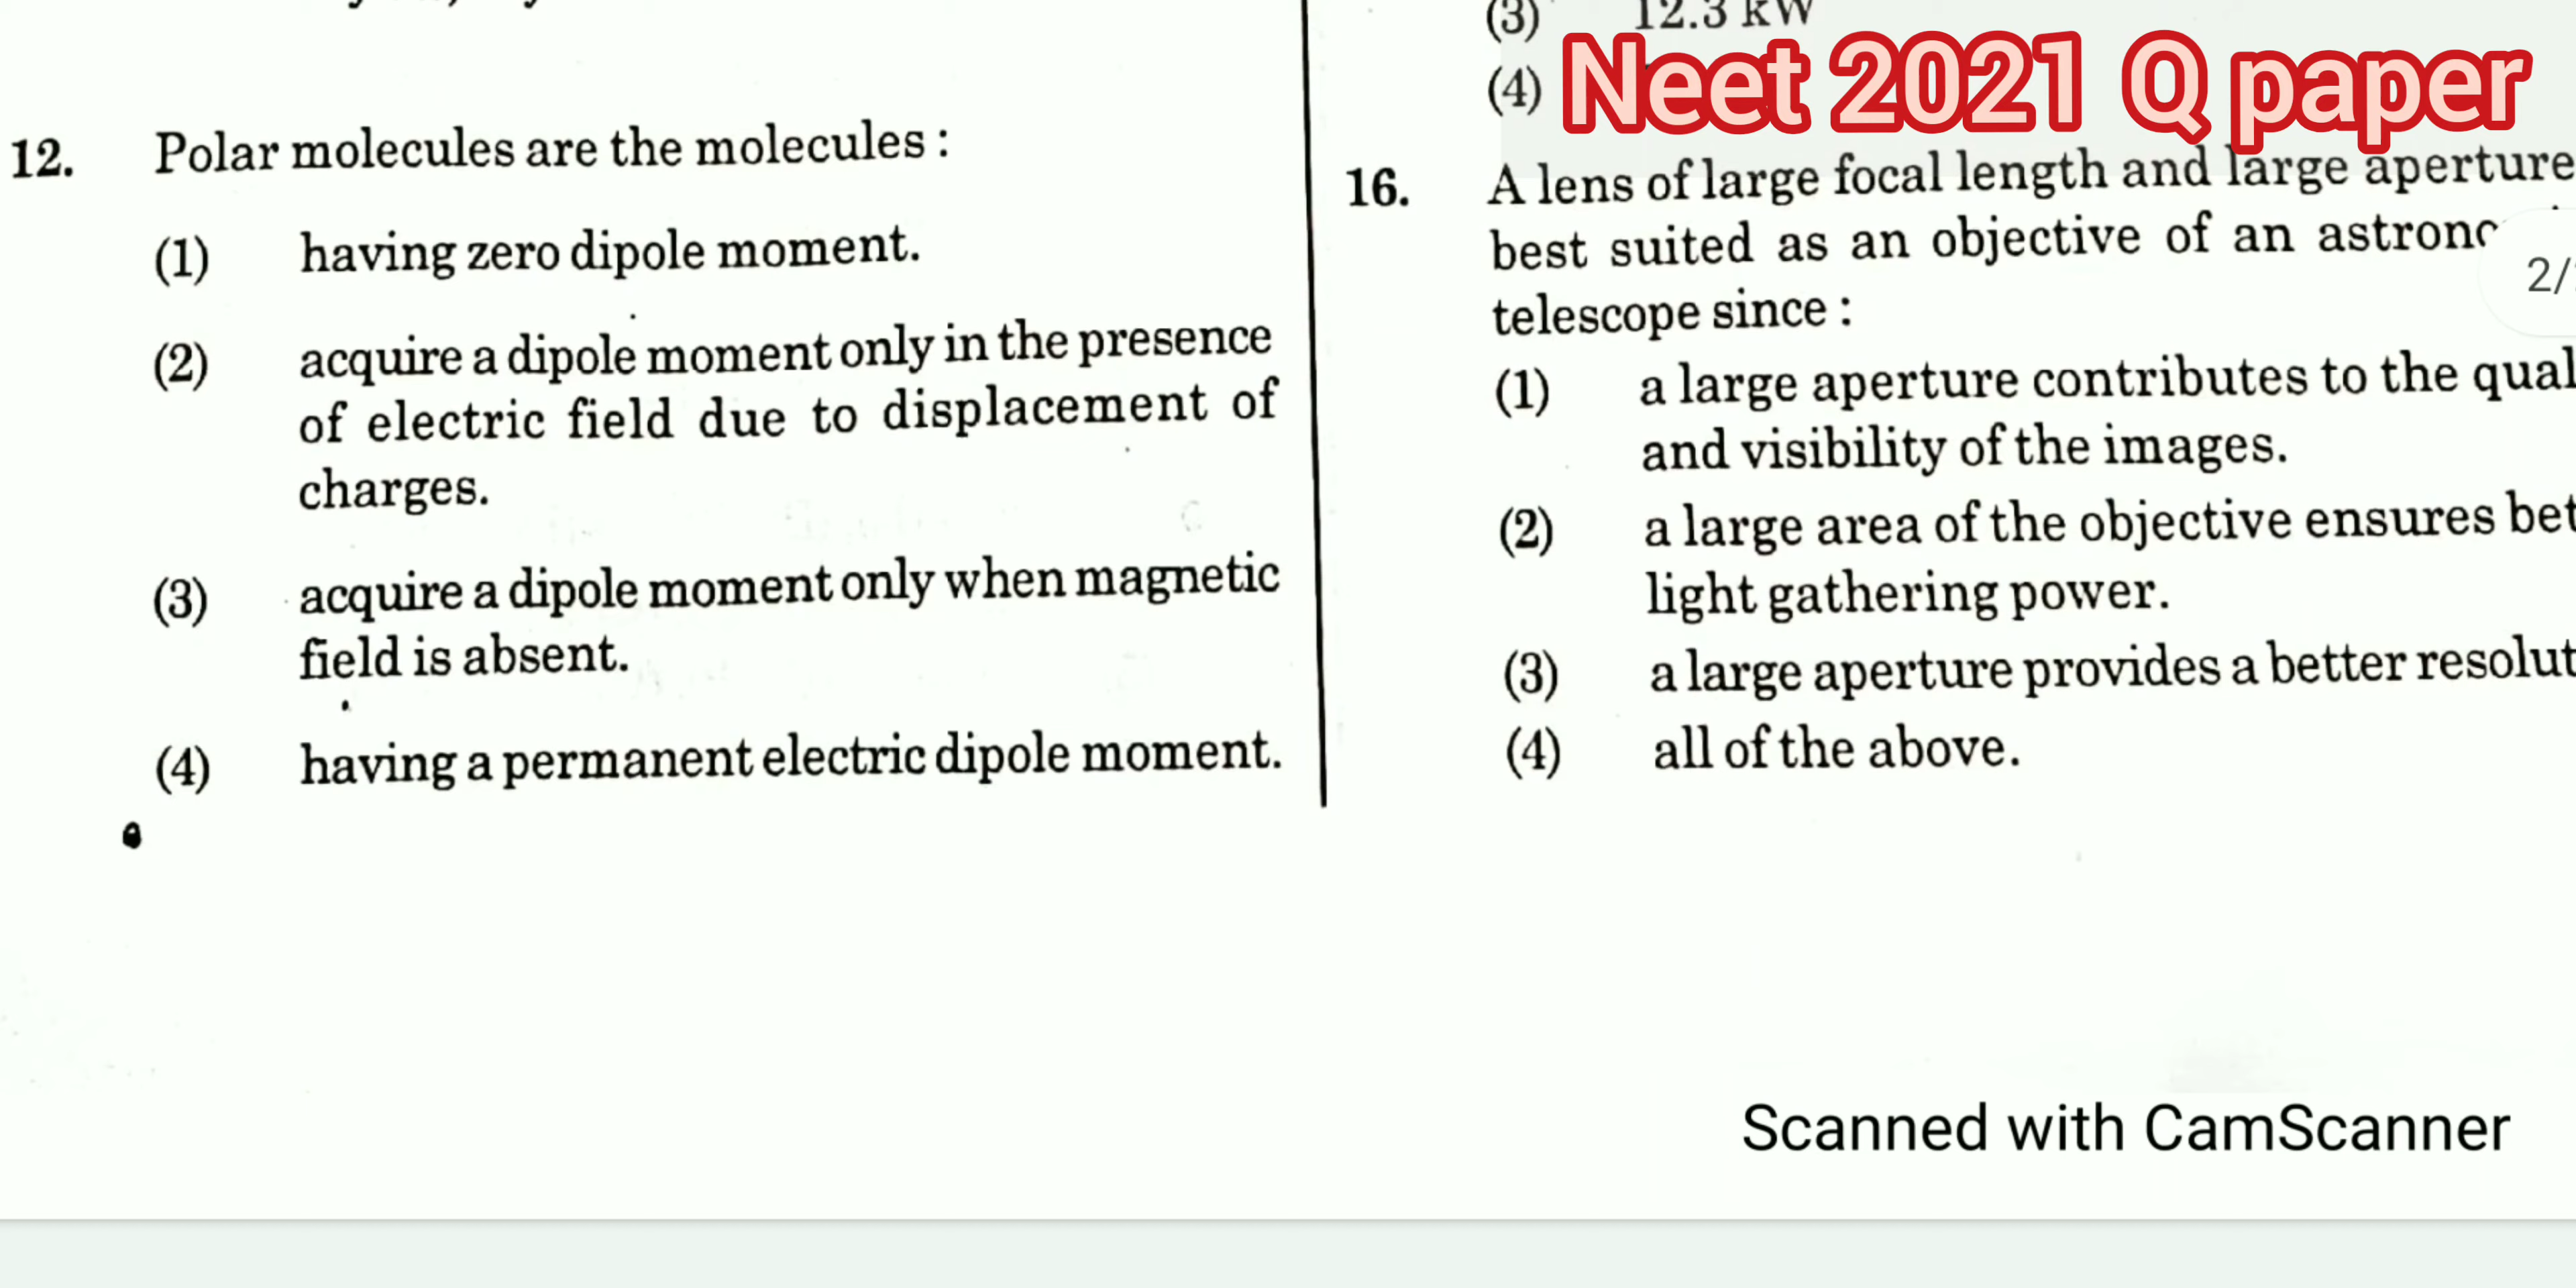 12. Polar molecules are the molecules :
(1) having zero dipole moment.
(2) acquire a dipole moment only in the presence
of electric field due to displacement of
charges.
(3) acquire a dipole moment only when magnetic
field is absent.
(4) having a permanent electric dipole moment.
(3) 12.3 kW
(4)
Neet 2021 Q paper
16. A lens of large focal length and large aperture
best suited as an objective of an
telescope since :
(1) a large aperture contributes to the
and visibility of the images.
(2) a large area of the objective ensures
light gathering power.
(3) a large aperture provides a better
(4) all of the above.
2/
Scanned with CamScanner